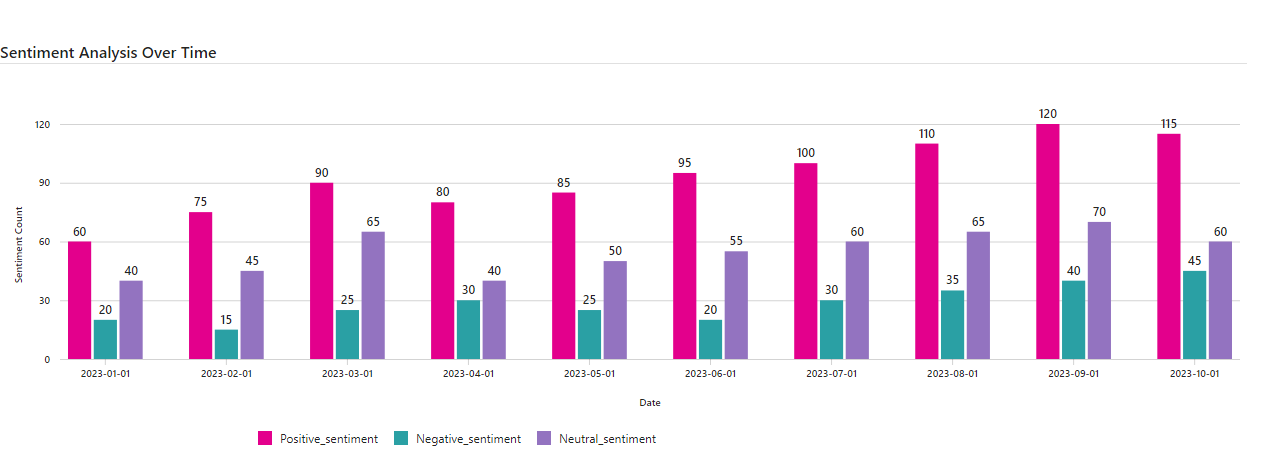 Sentiment Analysis Over Time
120
90
60
30
0
Sentiment Count
60 20 40
75 15 45
90 25 65
80 30 40
85 25 50
95 20 55
100 30 60
110 35 65
120 40 70
115 45 60
2023-01-01 2023-02-01 2023-03-01 2023-04-01 2023-05-01 2023-06-01 2023-07-01 2023-08-01 2023-09-01 2023-10-01
Date
Positive_sentiment Negative_sentiment Neutral_sentiment